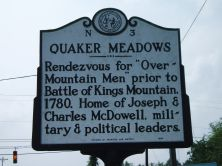 N 3
QUAKER MEADOWS
Rendezvous for "Over-
Mountain Men" prior to
Battle of Kings Mountain,
1780. Home of Joseph &
Charles McDowell, mili-
tary & political leaders.